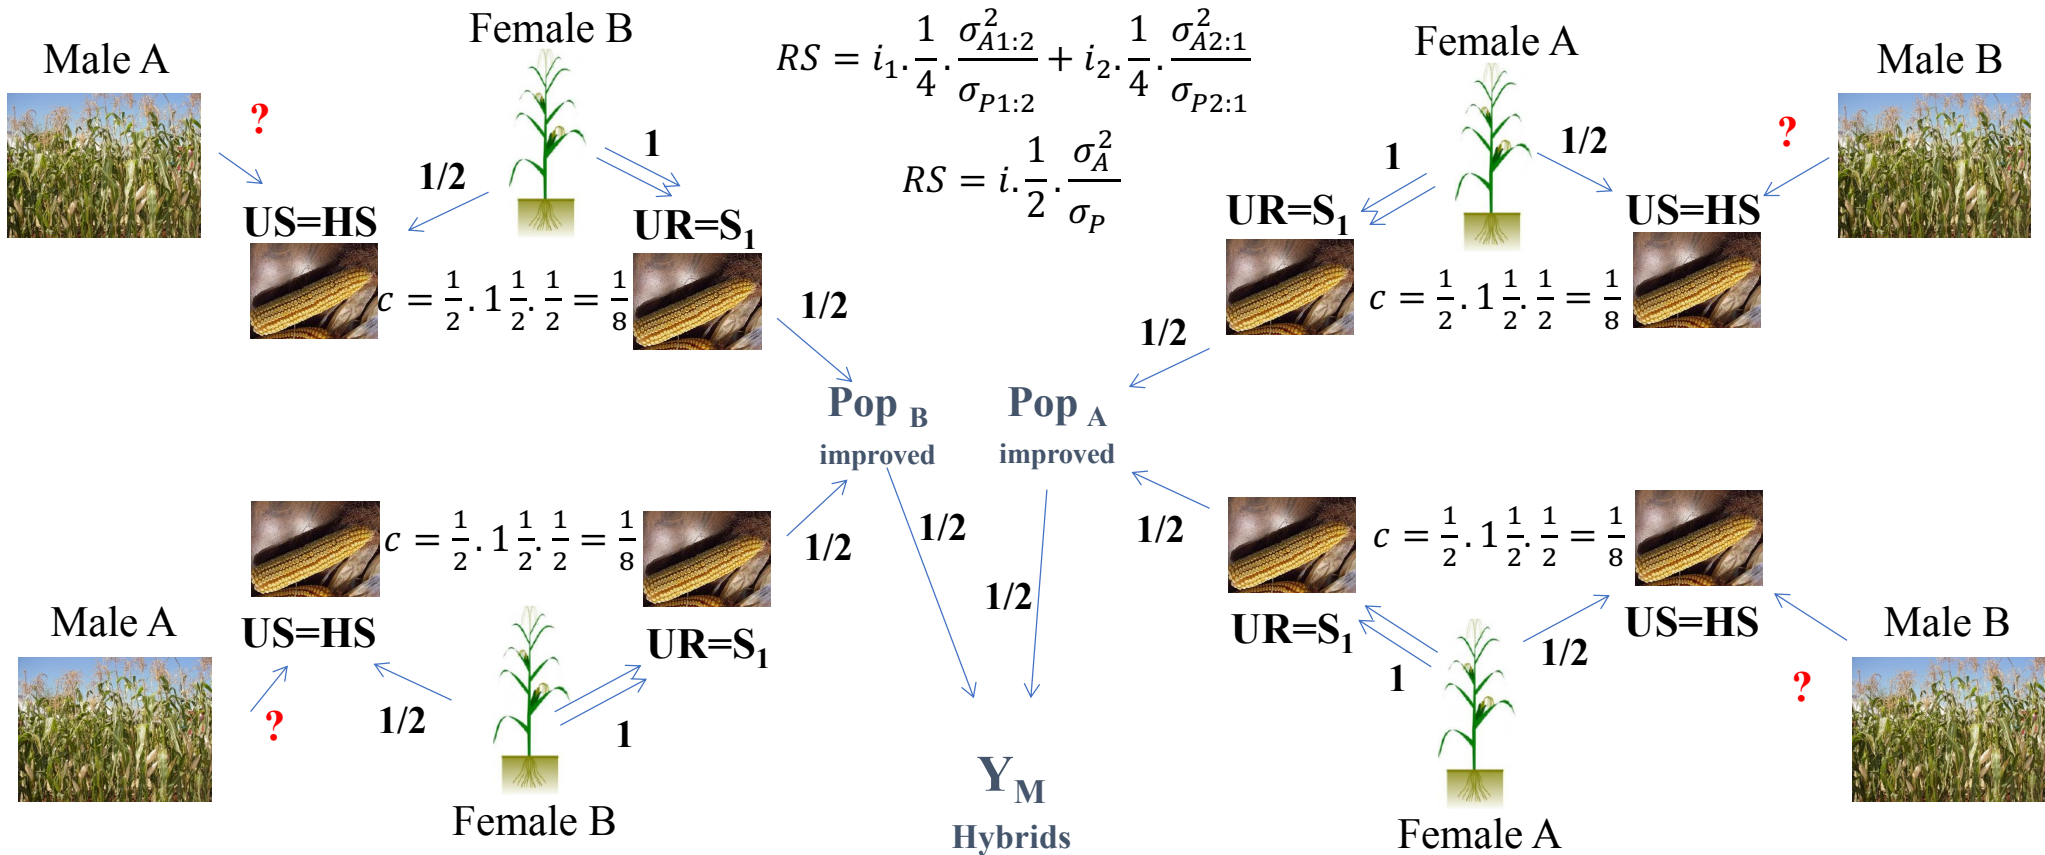 Male A
?
US=HS
1/2
Female B
1
UR=S₁
c = 1/2 . 1 1/2 . 1/2 = 1/8
1/2
RS = i₁ . 1/4 . σ²A1:2 / σP1:2 + i₂ . 1/4 . σ²A2:1 / σP2:1
RS = i . 1/2 . σ²A / σP
Female A
1
1/2
Male B
?
UR=S₁
US=HS
c = 1/2 . 1 1/2 . 1/2 = 1/8
1/2
Pop B
improved
Pop A
improved
c = 1/2 . 1 1/2 . 1/2 = 1/8
1/2
Male A
US=HS
?
1/2
1
UR=S₁
Female B
1/2
1/2
Y M
Hybrids
1/2
c = 1/2 . 1 1/2 . 1/2 = 1/8
UR=S₁
US=HS
1
1/2
Male B
?
Female A